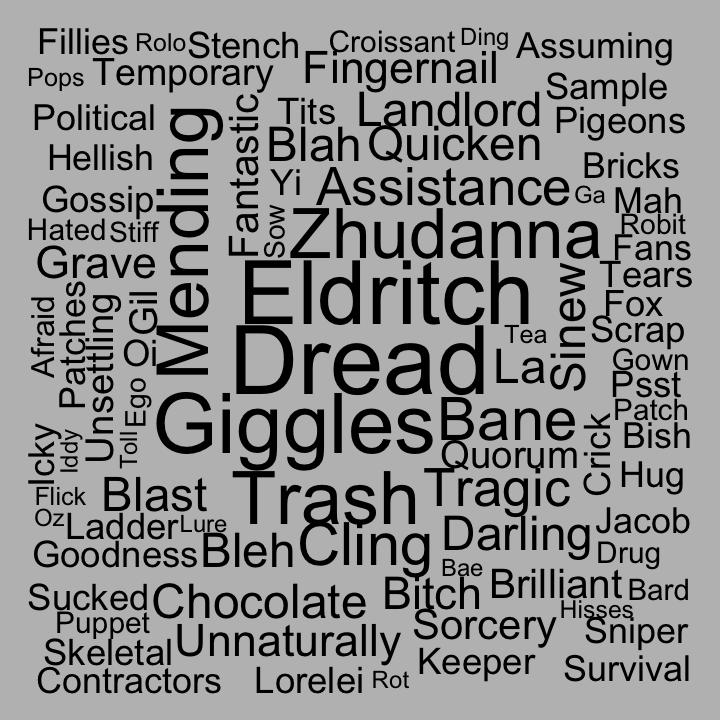 Fillies
Rolo
Stench
Croissant
Ding
Assuming
Pops
Temporary
Fingernail
Sample
Political
Mending
Fantastic
Tits
Landlord
Pigeons
Hellish
Blah
Quicken
Bricks
Gossip
Yi
Assistance
Ga
Mah
Hated
Stiff
Sow
Zhudanna
Robit
Fans
Grave
Eldritch
Sinew
Tears
Afraid
Patches
Unsettling
Gil
Fox
Oi
Dread
Tea
Scrap
La
Gown
Ego
Psst
Giggles
Bane
Patch
Icky
Iddy
Toll
Quorum
Crick
Bish
Flick
Blast
Trash
Tragic
Hug
Oz
Ladder
Lure
Cling
Darling
Jacob
Goodness
Bleh
Drug
Bae
Sucked
Chocolate
Bitch
Brilliant
Bard
Puppet
Hisses
Unnaturally
Sorcery
Sniper
Skeletal
Keeper
Survival
Contractors
Lorelei
Rot